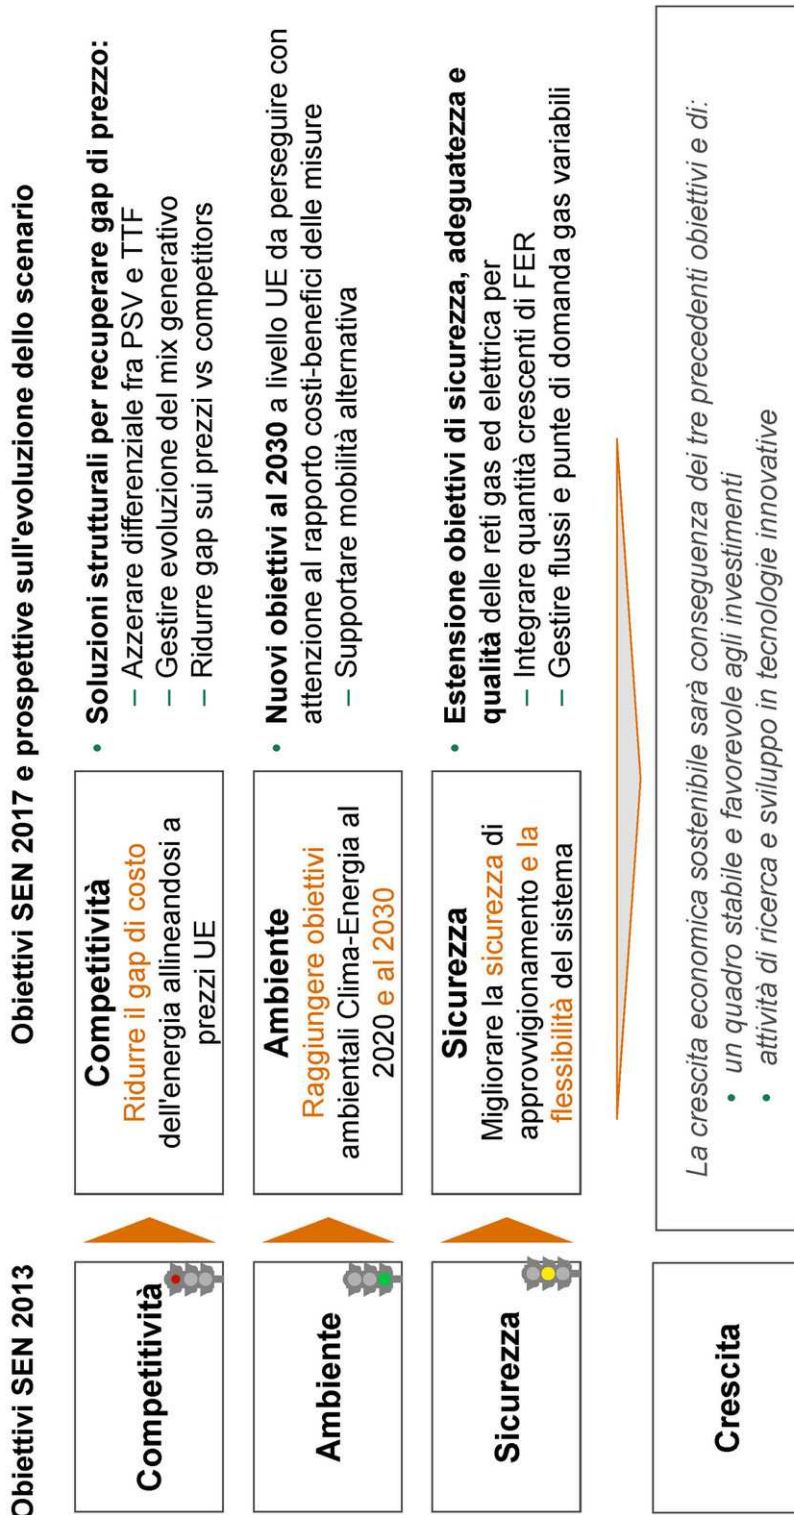 Obiettivi SEN 2013
Obiettivi SEN 2017 e prospettive sull'evoluzione dello scenario
Competitività
Competitività
Ridurre il gap di costo
dell'energia allineandosi a
prezzi UE
• Soluzioni strutturali per recuperare gap di prezzo:
– Azzerare differenziale fra PSV e TTF
– Gestire evoluzione del mix generativo
– Ridurre gap sui prezzi vs competitors
Ambiente
Ambiente
Raggiungere obiettivi
ambientali Clima-Energia al
2020 e al 2030
• Nuovi obiettivi al 2030 a livello UE da perseguire con
attenzione al rapporto costi-benefici delle misure
– Supportare mobilità alternativa
Sicurezza
Sicurezza
Migliorare la sicurezza di
approvvigionamento e la
flessibilità del sistema
• Estensione obiettivi di sicurezza, adeguatezza e
qualità delle reti gas ed elettrica per
– Integrare quantità crescenti di FER
– Gestire flussi e punte di domanda gas variabili
Crescita
La crescita economica sostenibile sarà conseguenza dei tre precedenti obiettivi e di:
• un quadro stabile e favorevole agli investimenti
• attività di ricerca e sviluppo in tecnologie innovative